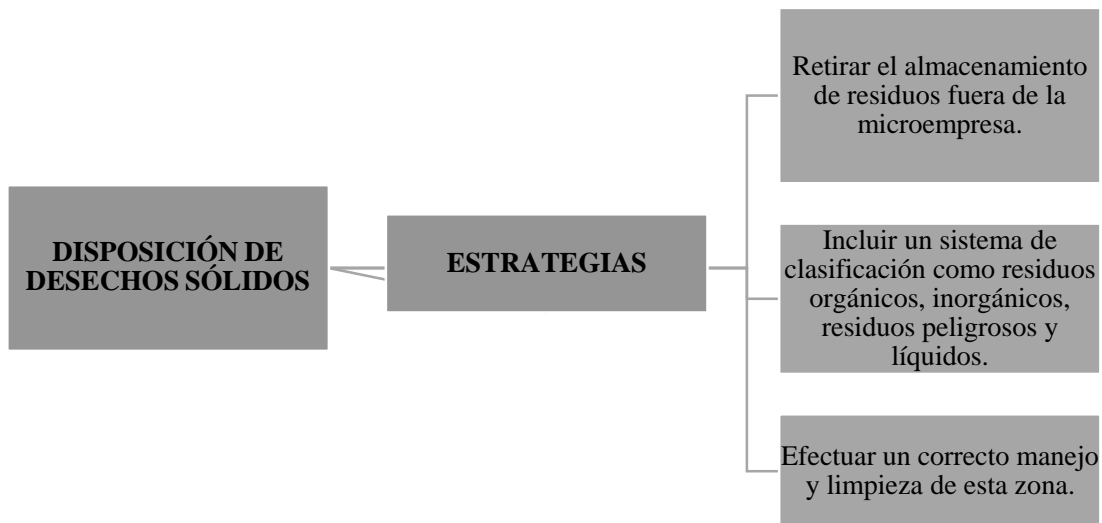 DISPOSICIÓN DE
DESECHOS SÓLIDOS
ESTRATEGIAS
Retirar el almacenamiento
de residuos fuera de la
microempresa.
Incluir un sistema de
clasificación como residuos
orgánicos, inorgánicos,
residuos peligrosos y
líquidos.
Efectuar un correcto manejo
y limpieza de esta zona.